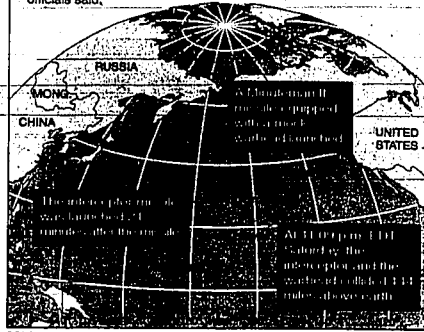 officials said.
RUSSIA
MONG.
CHINA
A Minuteman II
missile equipped
with a mock
warhead launched
UNITED
STATES
The interceptor missile
was launched 21
minutes after the missile
At 11:09 p.m. EDT
Saturday, the
interceptor and the
warhead collided 144
miles above earth